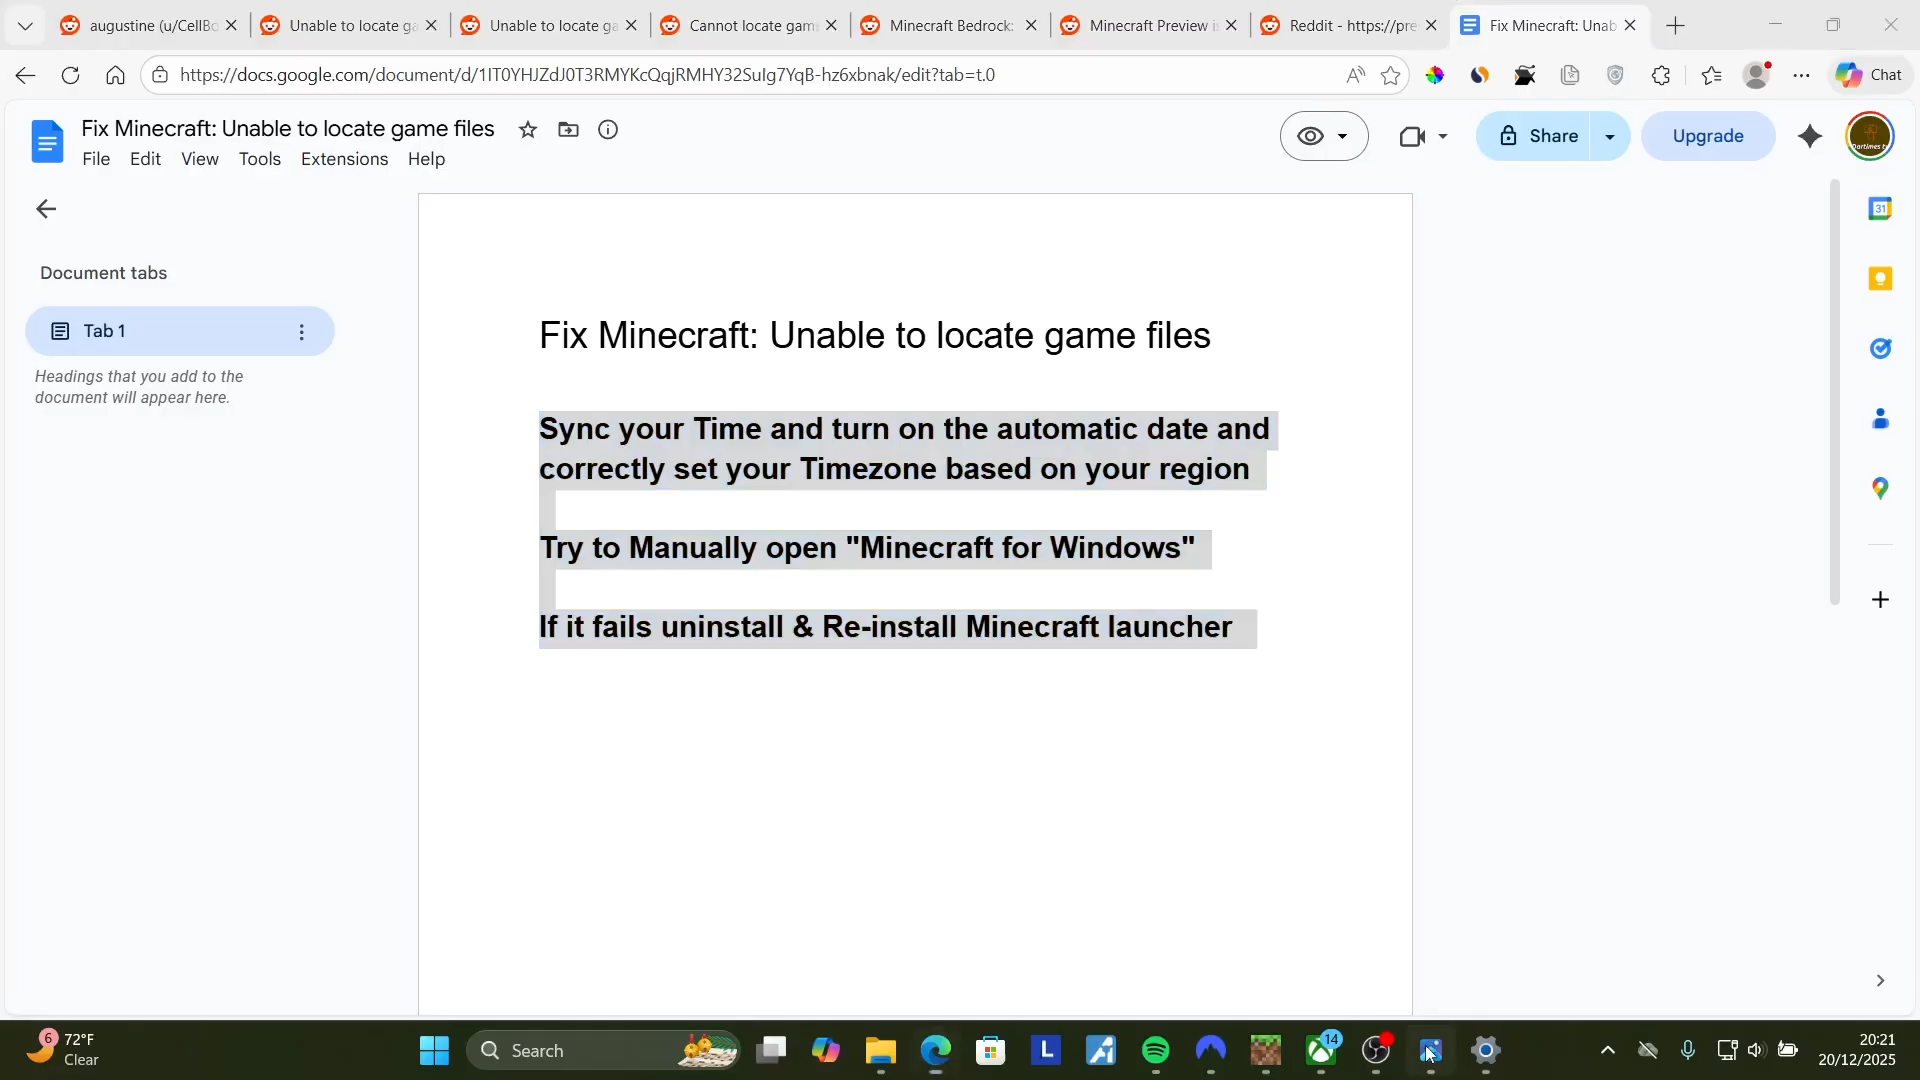 augustine (u/CellBo
Unable to locate ga
Unable to locate ga
Cannot locate gam
Minecraft Bedrock:
Minecraft Preview i
Reddit - https://pre
Fix Minecraft: Unab
https://docs.google.com/document/d/1IT0YHJZdJ0T3RMYKcQqjRMHY32SuIg7YqB-hz6xbnak/edit?tab=t.0
Chat
Fix Minecraft: Unable to locate game files
File Edit View Tools Extensions Help
Share
Upgrade
Document tabs
Tab 1
Headings that you add to the
document will appear here.
Fix Minecraft: Unable to locate game files
Sync your Time and turn on the automatic date and
correctly set your Timezone based on your region
Try to Manually open "Minecraft for Windows"
If it fails uninstall & Re-install Minecraft launcher
31
6
72°F
Clear
Search
L
14
20:21
20/12/2025